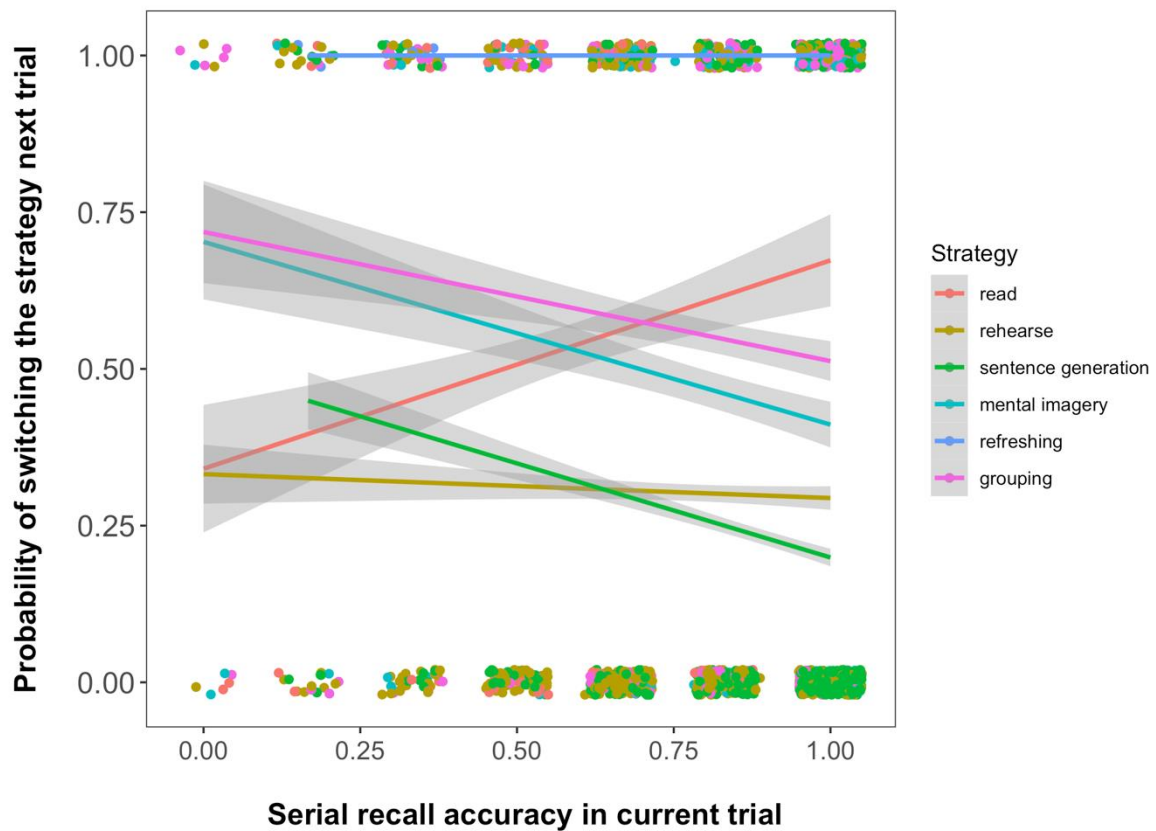 Probability of switching the strategy next trial
1.00
0.75
0.50
0.25
0.00
0.00 0.25 0.50 0.75 1.00
Serial recall accuracy in current trial
Strategy
read
rehearse
sentence generation
mental imagery
refreshing
grouping